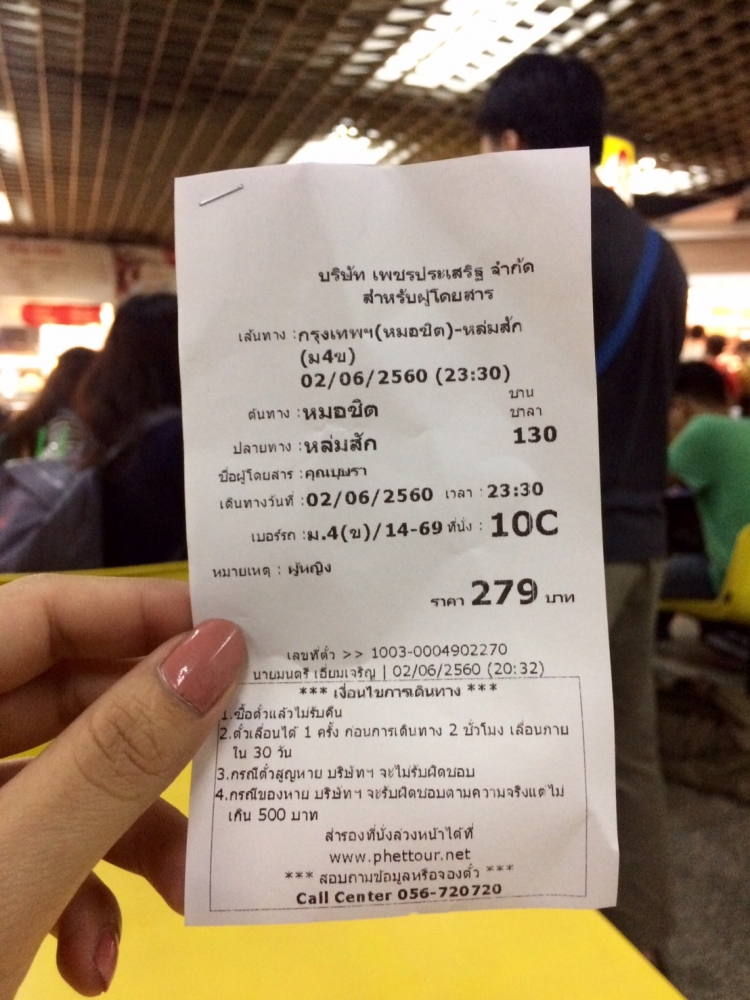 บริษัท เพชรประเสริฐ จำกัด
สำหรับผู้โดยสาร
เส้นทาง :กรุงเทพฯ(หมอชิต)-หล่มสัก
(ม4ข)
02/06/2560 (23:30)
ต้นทาง :หมอชิต
ชาน
ชาลา
ปลายทาง :หล่มสัก 130
ชื่อผู้โดยสาร :คุณบุษรา
เดินทางวันที่ :02/06/2560 เวลา :23:30
เบอร์รถ :ม.4(ข)/14-69 ที่นั่ง : 10C
หมายเหตุ : ผู้หญิง
ราคา 279 บาท
เลขที่ตั๋ว >> 1003-0004902270
นายมนตรี เอี่ยมเจริญ | 02/06/2560 (20:32)
*** เงื่อนไขการเดินทาง ***
1.ซื้อตั๋วแล้วไม่รับคืน
2.ตั๋วเลื่อนได้ 1 ครั้ง ก่อนการเดินทาง 2 ชั่วโมง เลื่อนภาย
ใน 30 วัน
3.กรณีตั๋วสูญหาย บริษัทฯ จะไม่รับผิดชอบ
4.กรณีของหาย บริษัทฯ จะรับผิดชอบตามความจริงแต่ไม่
เกิน 500 บาท
สำรองที่นั่งล่วงหน้าได้ที่
www.phettour.net
*** สอบถามข้อมูลหรือจองตั๋ว ***
Call Center 056-720720